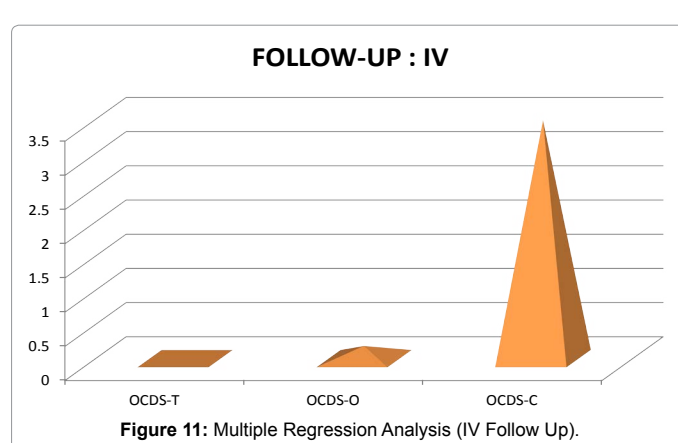 FOLLOW-UP : IV
3.5
3
2.5
2
1.5
1
0.5
0
OCDS-T OCDS-O OCDS-C
Figure 11: Multiple Regression Analysis (IV Follow Up).